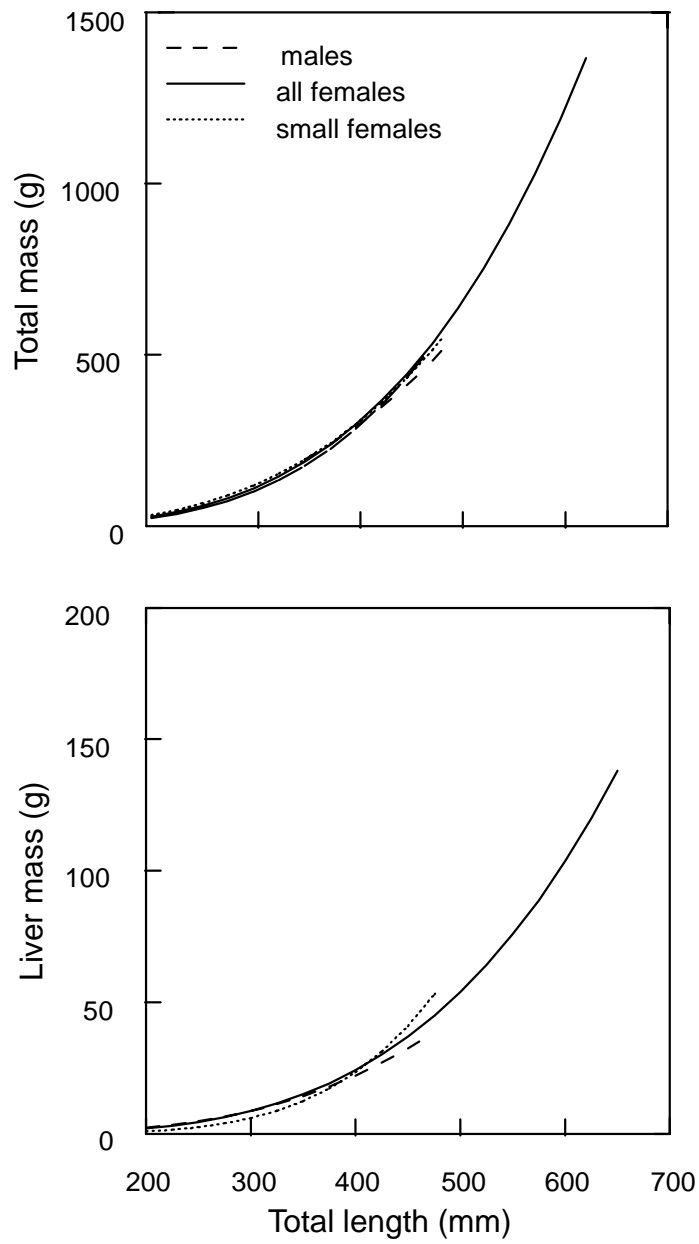 1500
males
all females
small females
1000
Total mass (g)
500
0
200
150
Liver mass (g)
100
50
0
200 300 400 500 600 700
Total length (mm)